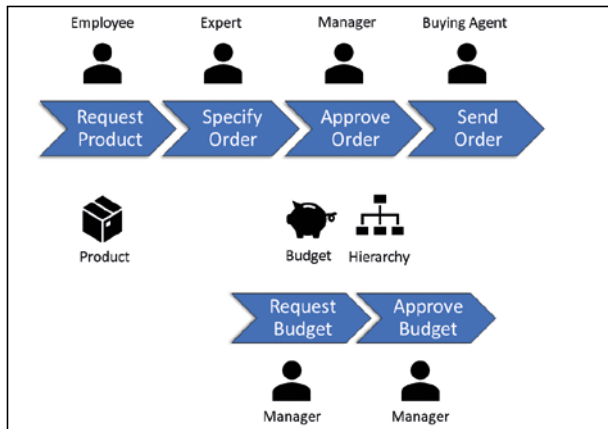 Employee
Expert
Manager
Buying Agent
Request
Product
Specify
Order
Approve
Order
Send
Order
Product
Budget
Hierarchy
Request
Budget
Approve
Budget
Manager
Manager